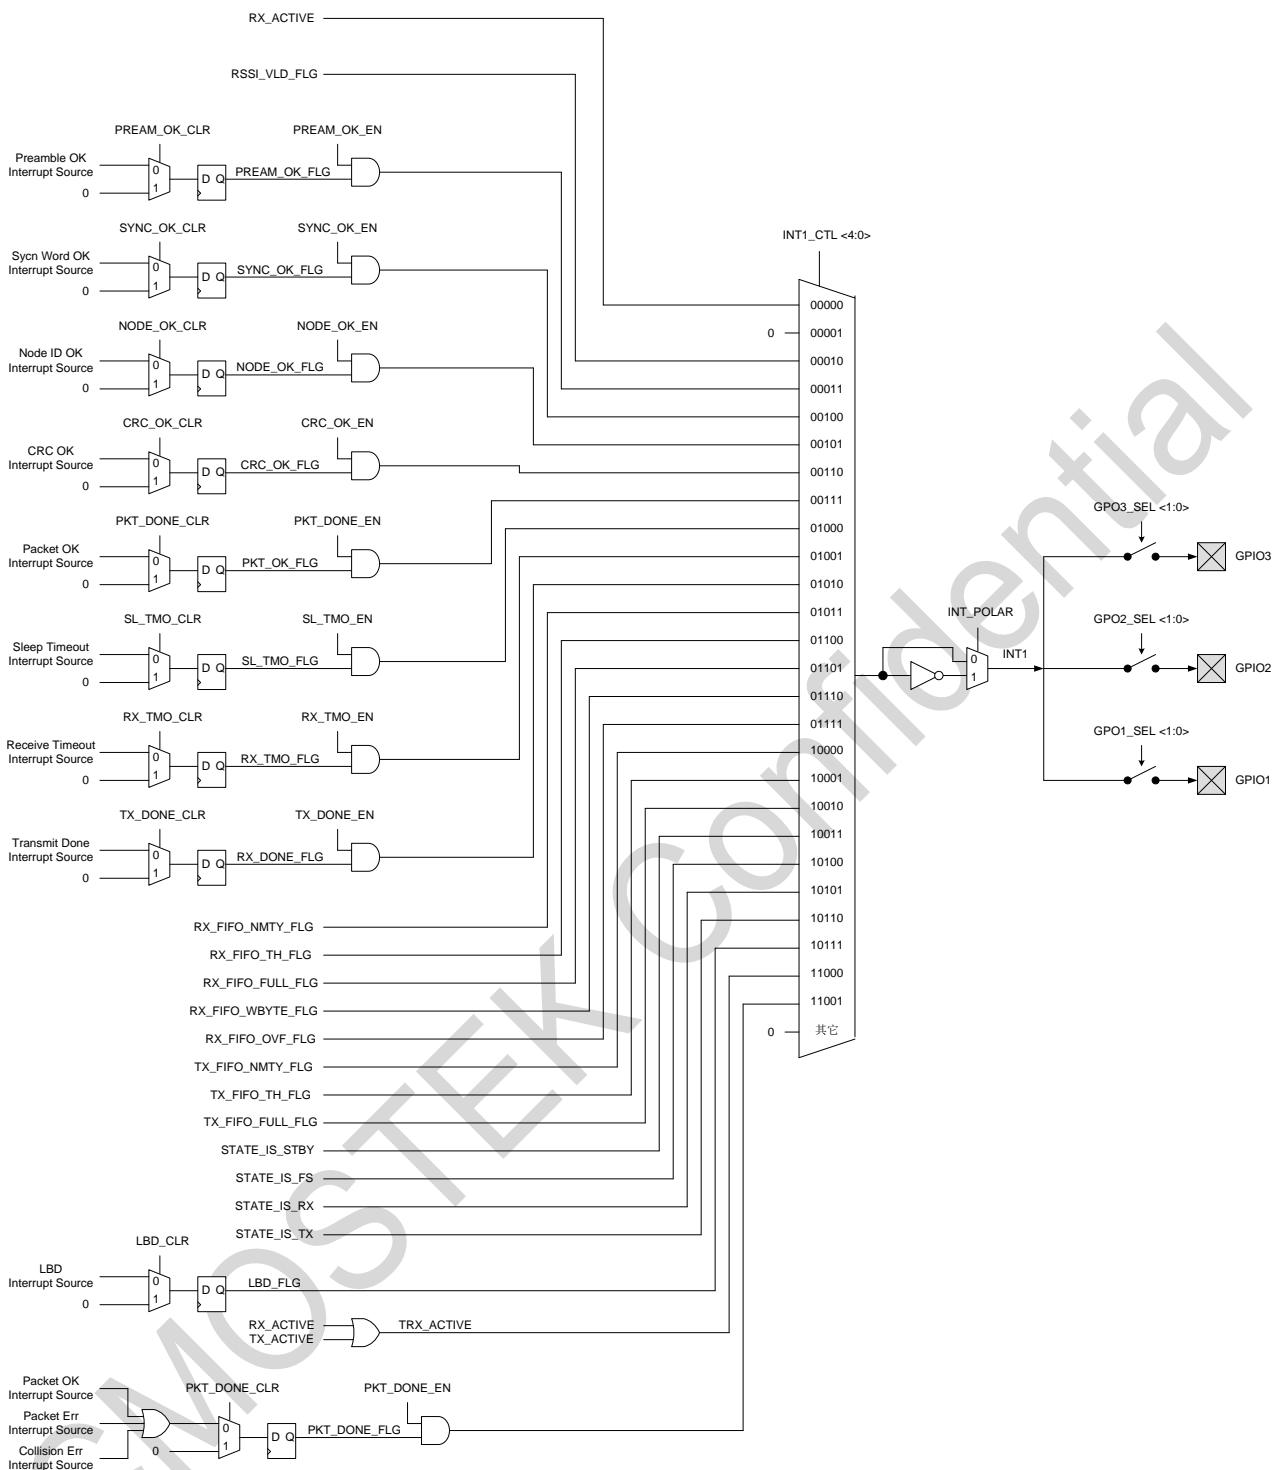 RX_ACTIVE
RSSI_VLD_FLG
PREAM_OK_CLR
PREAM_OK_EN
Preamble OK
Interrupt Source
0
0
1
D Q
PREAM_OK_FLG
SYNC_OK_CLR
SYNC_OK_EN
Sycn Word OK
Interrupt Source
0
0
1
D Q
SYNC_OK_FLG
NODE_OK_CLR
NODE_OK_EN
Node ID OK
Interrupt Source
0
0
1
D Q
NODE_OK_FLG
CRC_OK_CLR
CRC_OK_EN
CRC OK
Interrupt Source
0
0
1
D Q
CRC_OK_FLG
PKT_DONE_CLR
PKT_DONE_EN
Packet OK
Interrupt Source
0
0
1
D Q
PKT_OK_FLG
SL_TMO_CLR
SL_TMO_EN
Sleep Timeout
Interrupt Source
0
0
1
D Q
SL_TMO_FLG
RX_TMO_CLR
RX_TMO_EN
Receive Timeout
Interrupt Source
0
0
1
D Q
RX_TMO_FLG
TX_DONE_CLR
TX_DONE_EN
Transmit Done
Interrupt Source
0
0
1
D Q
RX_DONE_FLG
RX_FIFO_NMTY_FLG
RX_FIFO_TH_FLG
RX_FIFO_FULL_FLG
RX_FIFO_WBYTE_FLG
RX_FIFO_OVF_FLG
TX_FIFO_NMTY_FLG
TX_FIFO_TH_FLG
TX_FIFO_FULL_FLG
STATE_IS_STBY
STATE_IS_FS
STATE_IS_RX
STATE_IS_TX
LBD_CLR
LBD
Interrupt Source
0
0
1
D Q
LBD_FLG
RX_ACTIVE
TX_ACTIVE
TRX_ACTIVE
Packet OK
Interrupt Source
Packet Err
Interrupt Source
Collision Err
Interrupt Source
PKT_DONE_CLR
PKT_DONE_EN
0
0
1
D Q
PKT_DONE_FLG
INT1_CTL <4:0>
00000
0
00001
00010
00011
00100
00101
00110
00111
01000
01001
01010
01011
01100
01101
01110
01111
10000
10001
10010
10011
10100
10101
10110
10111
11000
11001
0
其它
INT_POLAR
0
1
INT1
GPO3_SEL <1:0>
GPIO3
GPO2_SEL <1:0>
GPIO2
GPO1_SEL <1:0>
GPIO1
CMOSTEK Confidential